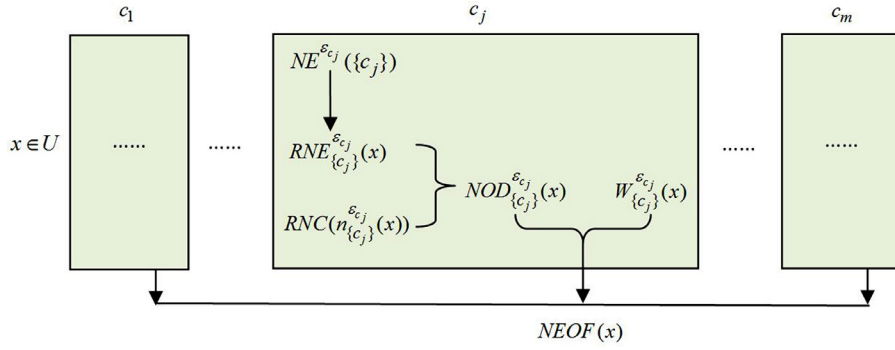 c_1 c_j c_m
NE^{ε_{c_j}}({c_j})
x∈U ...... ...... RNE^{ε_{c_j}}_{{c_j}}(x) ...... ......
NOD^{ε_{c_j}}_{{c_j}}(x) W^{ε_{c_j}}_{{c_j}}(x)
RNC(n^{ε_{c_j}}_{{c_j}}(x))
NEOF(x)